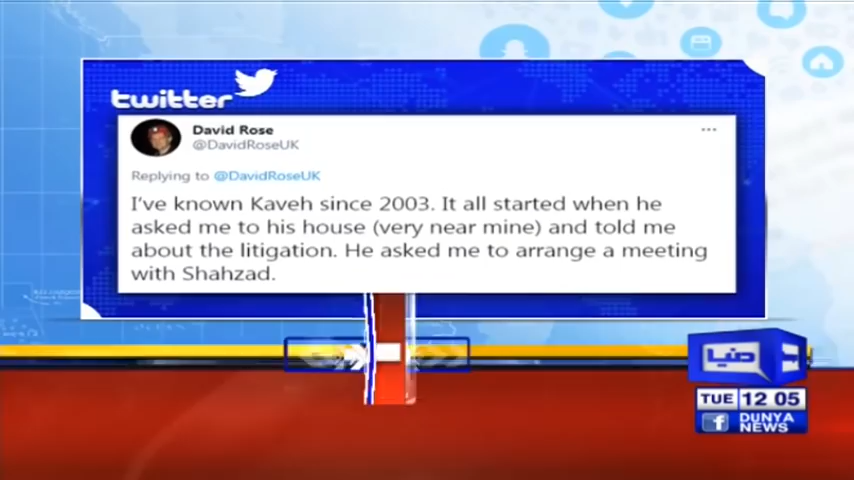 twitter
David Rose
@DavidRoseUK
Replying to @DavidRoseUK
I've known Kaveh since 2003. It all started when he
asked me to his house (very near mine) and told me
about the litigation. He asked me to arrange a meeting
with Shahzad.
دنیا
TUE 12 05
DUNYA
NEWS